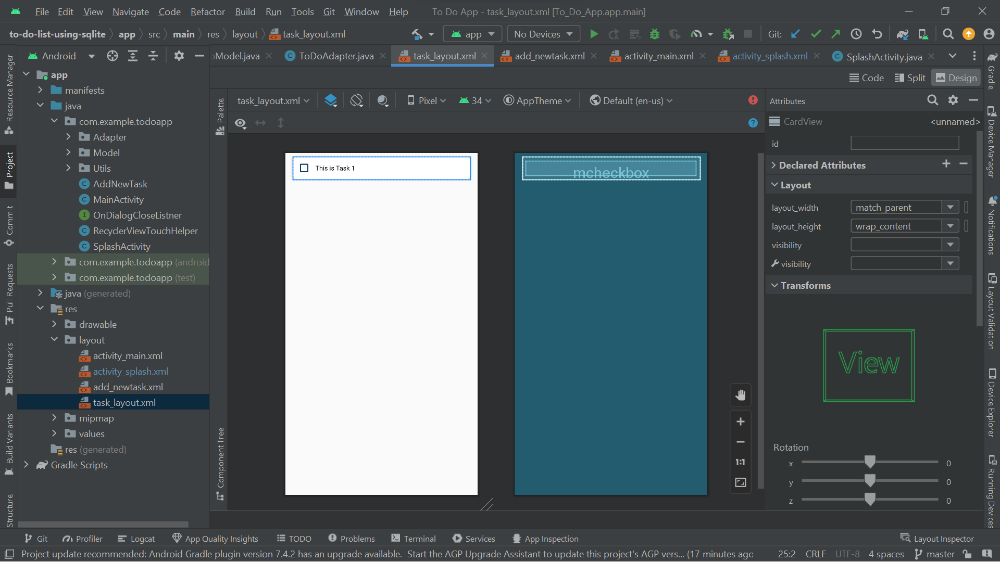 File Edit View Navigate Code Refactor Build Run Tools Git Window Help To Do App - task_layout.xml [To_Do_App.app.main]
to-do-list-using-sqlite app src main res layout task_layout.xml app No Devices Git:
Android
oModel.java ToDoAdapter.java task_layout.xml add_newtask.xml activity_main.xml activity_splash.xml SplashActivity.java
Code Split Design
task_layout.xml Pixel 34 AppTheme Default (en-us)
Resource Manager
Project
Commit
Pull Requests
Bookmarks
Build Variants
Structure
app
manifests
java
com.example.todoapp
Adapter
Model
Utils
AddNewTask
MainActivity
OnDialogCloseListner
RecyclerViewTouchHelper
SplashActivity
com.example.todoapp (android
com.example.todoapp (test)
java (generated)
res
drawable
layout
activity_main.xml
activity_splash.xml
add_newtask.xml
task_layout.xml
mipmap
values
res (generated)
Gradle Scripts
Palette
Component Tree
This is Task 1
mcheckbox
1:1
Attributes
CardView <unnamed>
id
Declared Attributes
Layout
layout_width match_parent
layout_height wrap_content
visibility
visibility
Transforms
View
Rotation
x 0
y 0
z 0
Gradle
Device Manager
Notifications
Layout Validation
Device Explorer
Running Devices
Git Profiler Logcat App Quality Insights TODO Problems Terminal Services App Inspection Layout Inspector
Project update recommended: Android Gradle plugin version 7.4.2 has an upgrade available. Start the AGP Upgrade Assistant to update this project's AGP vers... (17 minutes ago 25:2 CRLF UTF-8 4 spaces master